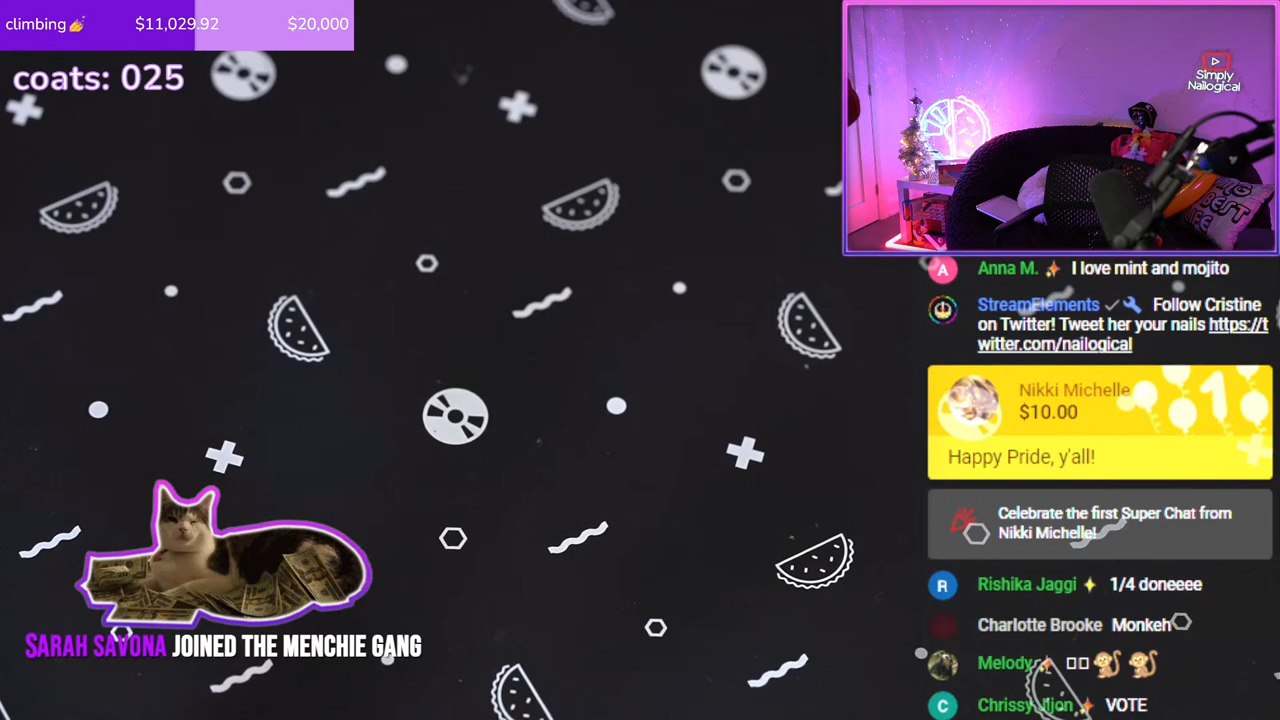 climbing💅 $11,029.92 $20,000
coats: 025
Simply
Nailogical
BEST
Anna M. I love mint and mojito
StreamElements Follow Cristine
on Twitter! Tweet her your nails https://t
witter.com/nailogical
Nikki Michelle
$10.00
Happy Pride, y'all!
Celebrate the first Super Chat from
Nikki Michelle!
Rishika Jaggi 1/4 doneeee
Charlotte Brooke Monkeh
Melody 🐒 🐒
Chrissy Jijon VOTE
SARAH SAVONA JOINED THE MENCHIE GANG